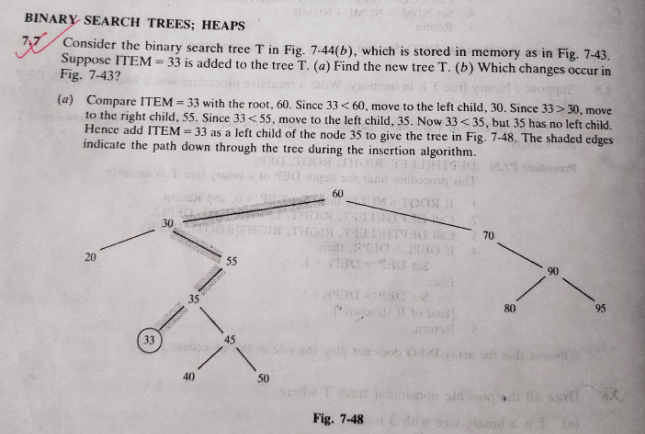 BINARY SEARCH TREES; HEAPS
7.7 Consider the binary search tree T in Fig. 7-44(b), which is stored in memory as in Fig. 7-43.
Suppose ITEM = 33 is added to the tree T. (a) Find the new tree T. (b) Which changes occur in
Fig. 7-43?
(a) Compare ITEM = 33 with the root, 60. Since 33 < 60, move to the left child, 30. Since 33 > 30, move
to the right child, 55. Since 33 < 55, move to the left child, 35. Now 33 < 35, but 35 has no left child.
Hence add ITEM = 33 as a left child of the node 35 to give the tree in Fig. 7-48. The shaded edges
indicate the path down through the tree during the insertion algorithm.
60
30
70
20
55
90
35
80
95
33
45
40
50
Fig. 7-48